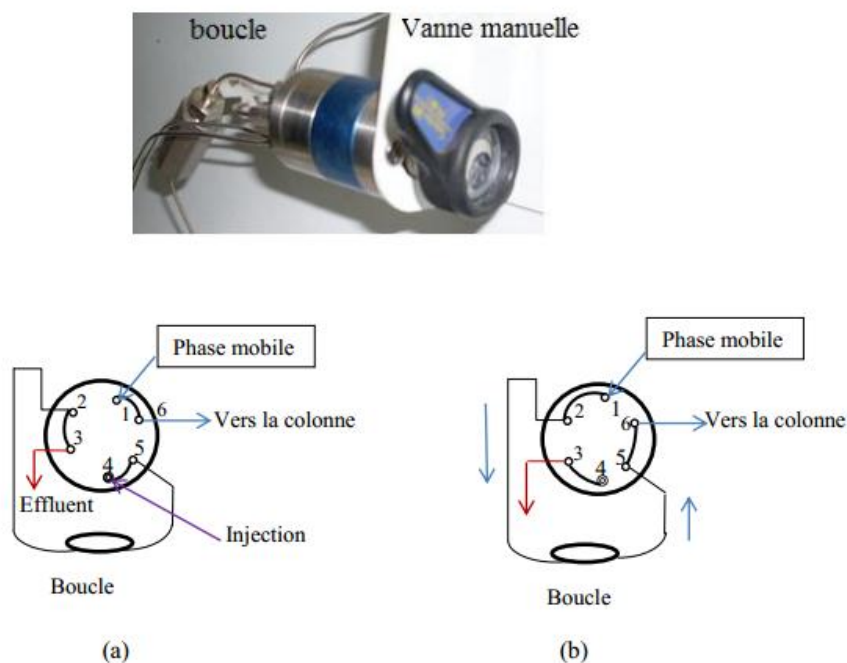 boucle
Vanne manuelle
Phase mobile
2
1
6
Vers la colonne
3
5
4
Effluent
Injection
Boucle
(a)
Phase mobile
2
1
6
Vers la colonne
3
4
5
Boucle
(b)